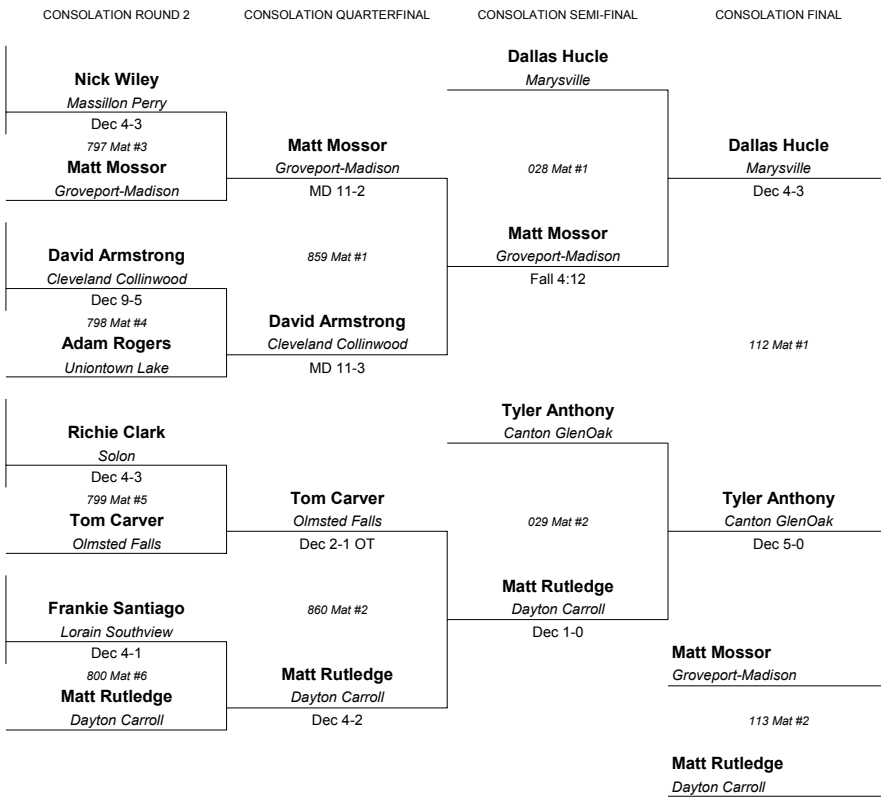 CONSOLATION ROUND 2
CONSOLATION QUARTERFINAL
CONSOLATION SEMI-FINAL
CONSOLATION FINAL
Nick Wiley
Massillon Perry
Dec 4-3
797 Mat #3
Matt Mossor
Groveport-Madison
David Armstrong
Cleveland Collinwood
Dec 9-5
798 Mat #4
Adam Rogers
Uniontown Lake
Richie Clark
Solon
Dec 4-3
799 Mat #5
Tom Carver
Olmsted Falls
Frankie Santiago
Lorain Southview
Dec 4-1
800 Mat #6
Matt Rutledge
Dayton Carroll
Matt Mossor
Groveport-Madison
MD 11-2
859 Mat #1
David Armstrong
Cleveland Collinwood
MD 11-3
Tom Carver
Olmsted Falls
Dec 2-1 OT
860 Mat #2
Matt Rutledge
Dayton Carroll
Dec 4-2
Dallas Hucle
Marysville
028 Mat #1
Matt Mossor
Groveport-Madison
Fall 4:12
Tyler Anthony
Canton GlenOak
029 Mat #2
Matt Rutledge
Dayton Carroll
Dec 1-0
Dallas Hucle
Marysville
Dec 4-3
112 Mat #1
Tyler Anthony
Canton GlenOak
Dec 5-0
Matt Mossor
Groveport-Madison
113 Mat #2
Matt Rutledge
Dayton Carroll